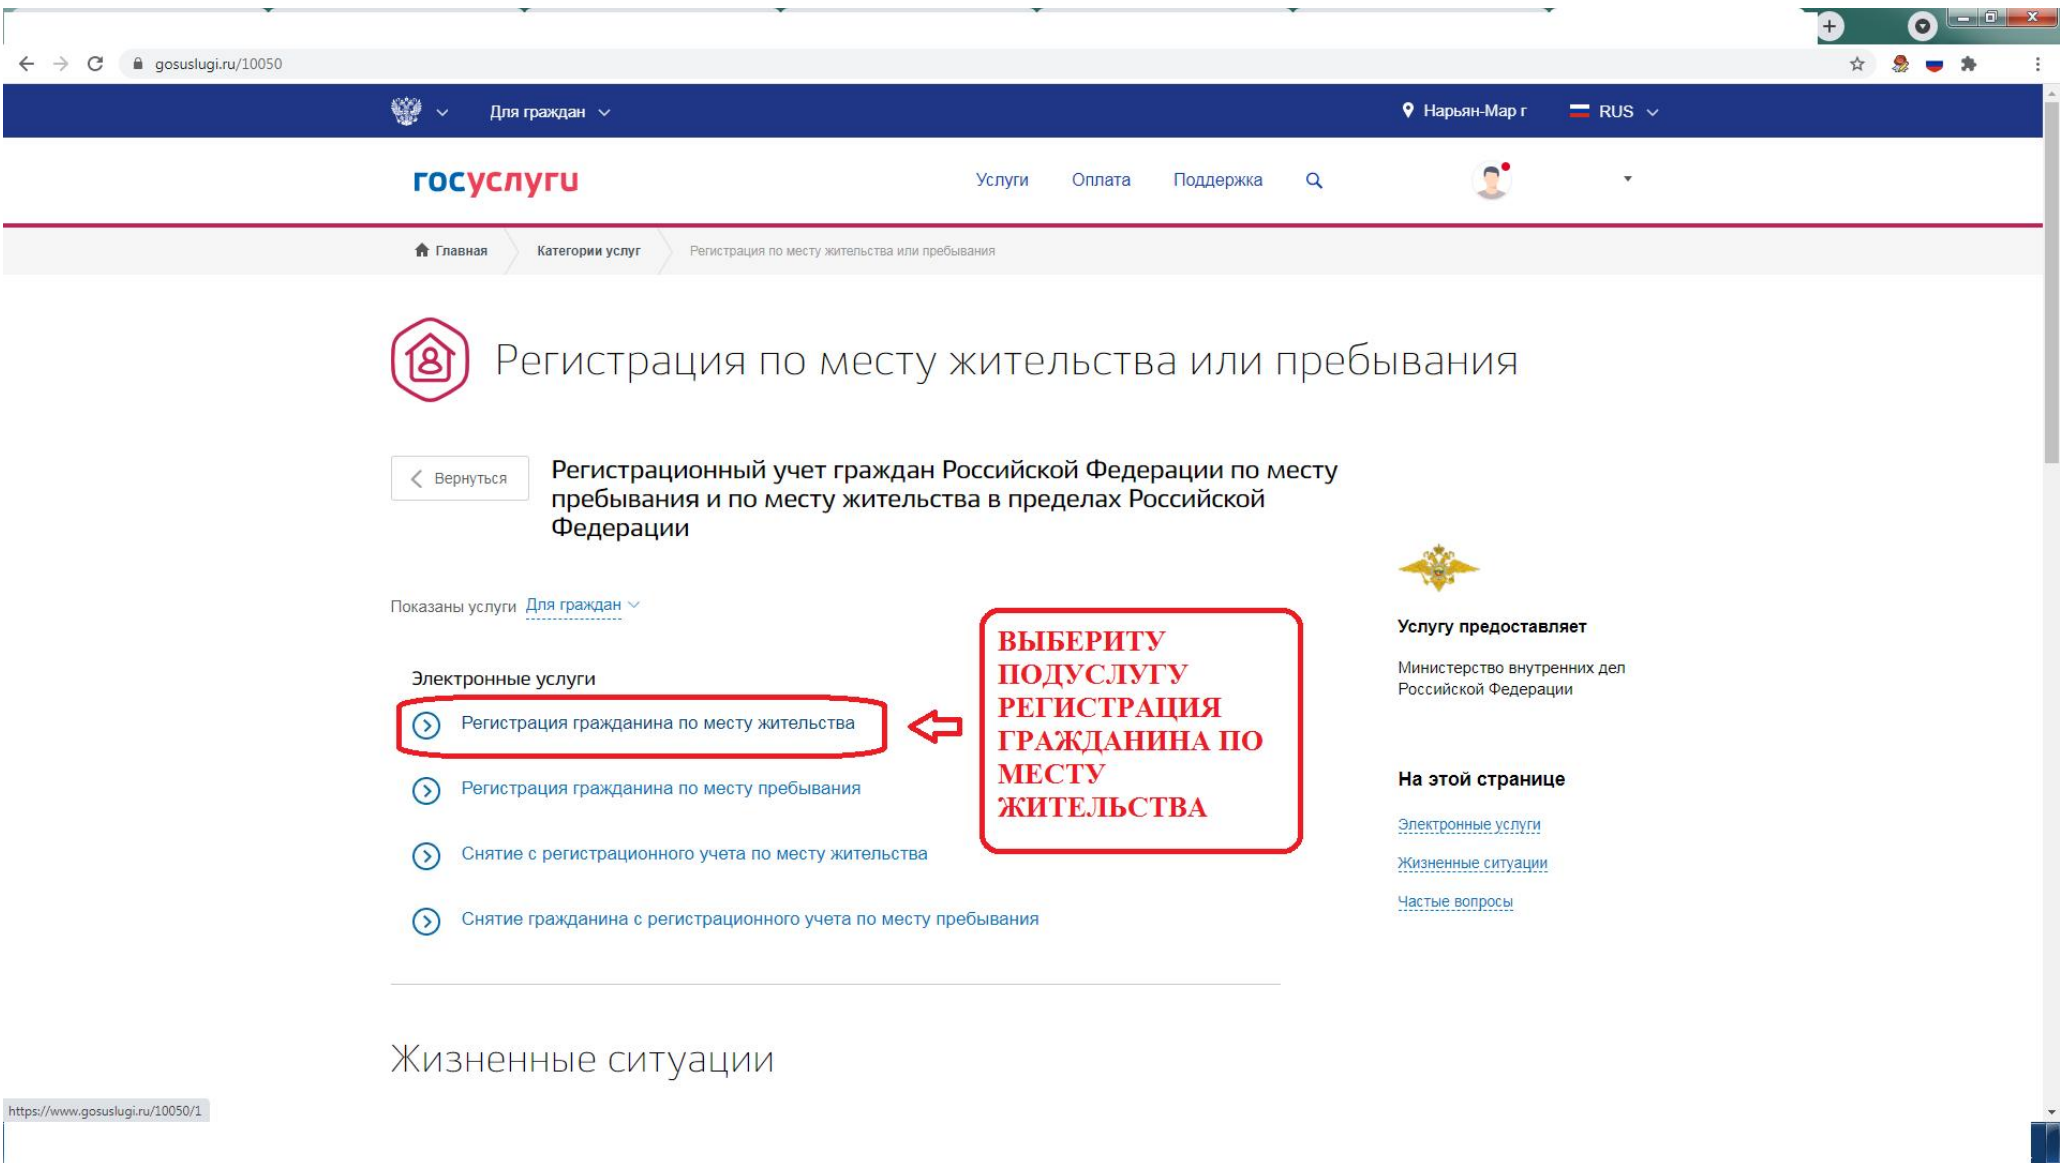 gosuslugi.ru/10050
Для граждан
Нарьян-Мар г
RUS
госуслуги
Услуги
Оплата
Поддержка
Главная
Категории услуг
Регистрация по месту жительства или пребывания
Регистрация по месту жительства или пребывания
Вернуться
Регистрационный учет граждан Российской Федерации по месту
пребывания и по месту жительства в пределах Российской
Федерации
Показаны услуги Для граждан
Электронные услуги
Регистрация гражданина по месту жительства
Регистрация гражданина по месту пребывания
Снятие с регистрационного учета по месту жительства
Снятие гражданина с регистрационного учета по месту пребывания
ВЫБЕРИТУ
ПОДУСЛУГУ
РЕГИСТРАЦИЯ
ГРАЖДАНИНА ПО
МЕСТУ
ЖИТЕЛЬСТВА
Услугу предоставляет
Министерство внутренних дел
Российской Федерации
На этой странице
Электронные услуги
Жизненные ситуации
Частые вопросы
Жизненные ситуации
https://www.gosuslugi.ru/10050/1